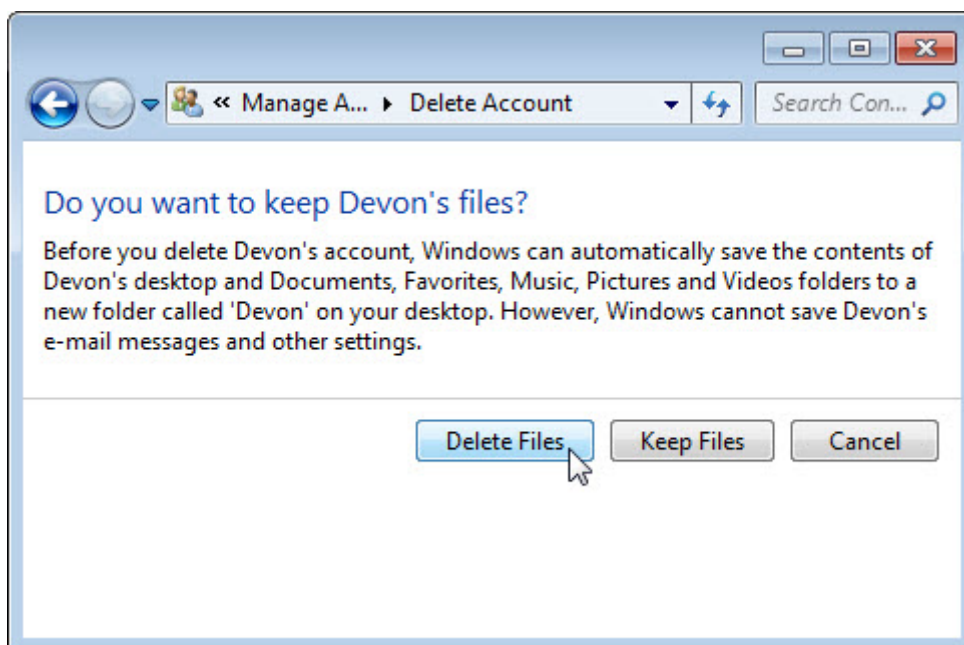 « Manage A... ▸ Delete Account
Search Con...
Do you want to keep Devon's files?
Before you delete Devon's account, Windows can automatically save the contents of
Devon's desktop and Documents, Favorites, Music, Pictures and Videos folders to a
new folder called 'Devon' on your desktop. However, Windows cannot save Devon's
e-mail messages and other settings.
Delete Files
Keep Files
Cancel